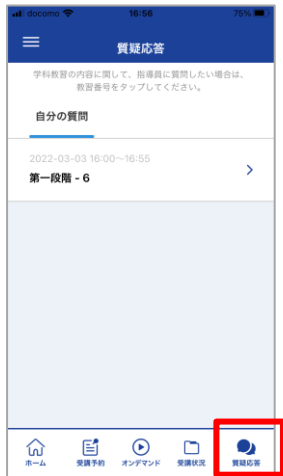 docomo 16:56 75%
質疑応答
学科教習の内容に関して、指導員に質問したい場合は、
教習番号をタップしてください。
自分の質問
2022-03-03 16:00〜16:55
第一段階 - 6
ホーム 受講予約 オンデマンド 受講状況 質疑応答